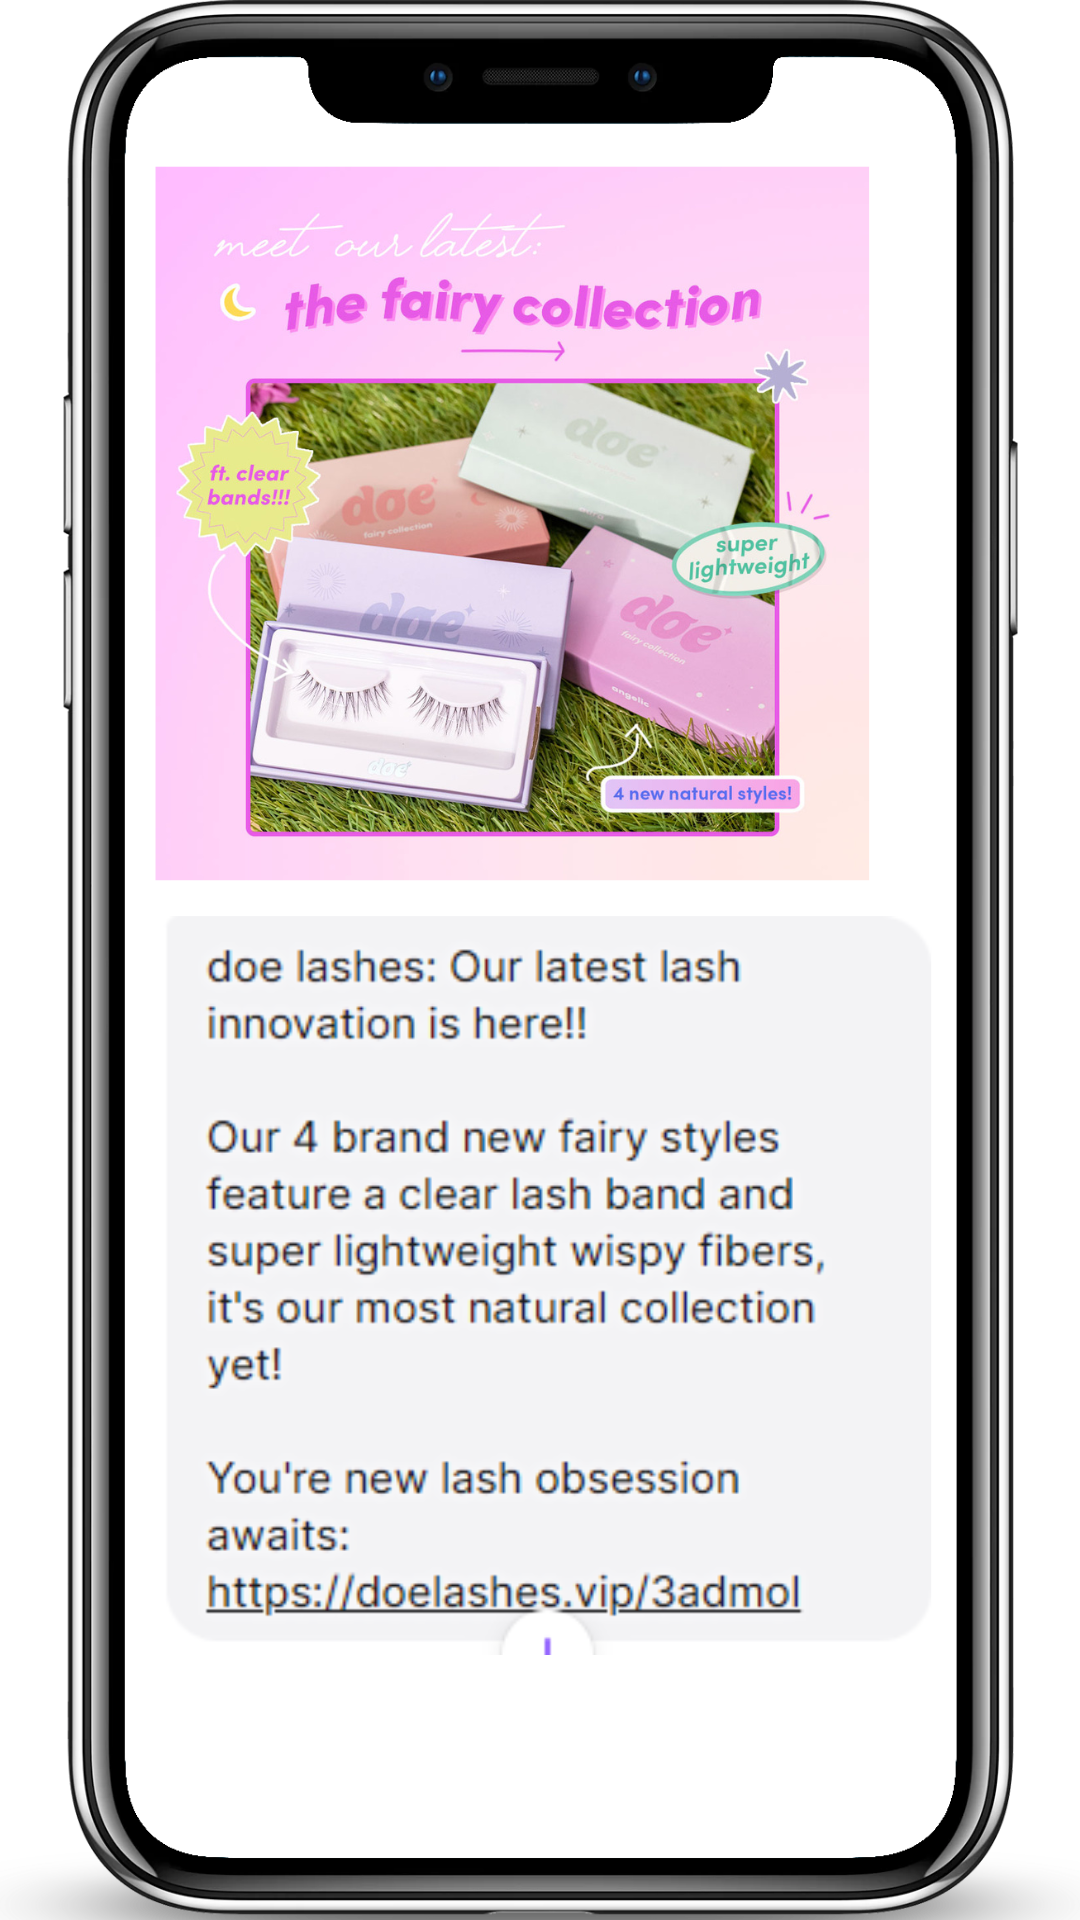 meet our latest:
the fairy collection
ft. clear
bands!!!
doe
doe
fairy collection
super
lightweight
doe
doe
fairy collection
angelic
doe
4 new natural styles!
doe lashes: Our latest lash
innovation is here!!
Our 4 brand new fairy styles
feature a clear lash band and
super lightweight wispy fibers,
it's our most natural collection
yet!
You're new lash obsession
awaits:
https://doelashes.vip/3admol